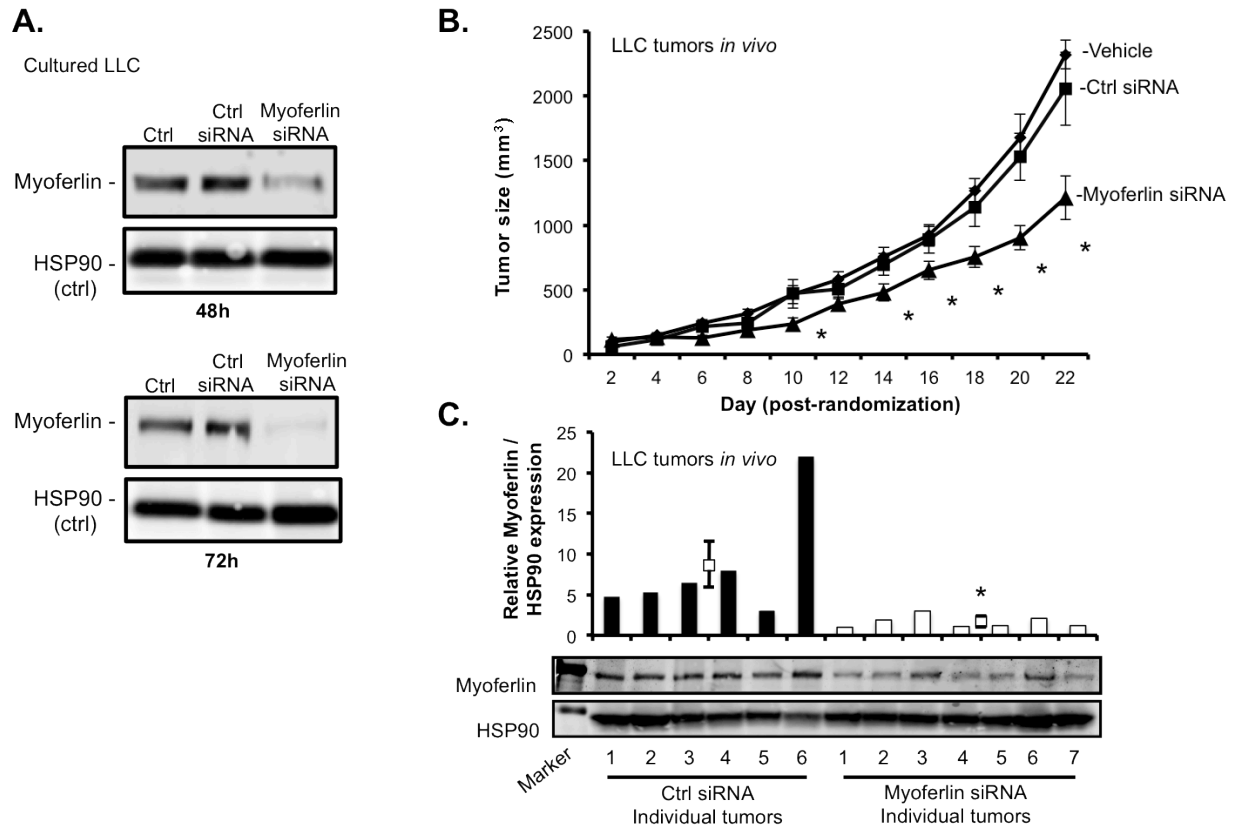 A.
Cultured LLC
Ctrl
Ctrl
siRNA
Myoferlin
siRNA
Myoferlin -
HSP90 -
(ctrl)
48h
Ctrl
Ctrl
siRNA
Myoferlin
siRNA
Myoferlin -
HSP90 -
(ctrl)
72h
B.
LLC tumors in vivo
Tumor size (mm³)
2500
2000
1500
1000
500
0
-Vehicle
-Ctrl siRNA
-Myoferlin siRNA
* * * * * *
2 4 6 8 10 12 14 16 18 20 22
Day (post-randomization)
C.
LLC tumors in vivo
Relative Myoferlin /
HSP90 expression
25
20
15
10
5
0
*
Myoferlin
HSP90
Marker
1 2 3 4 5 6 1 2 3 4 5 6 7
Ctrl siRNA
Individual tumors
Myoferlin siRNA
Individual tumors